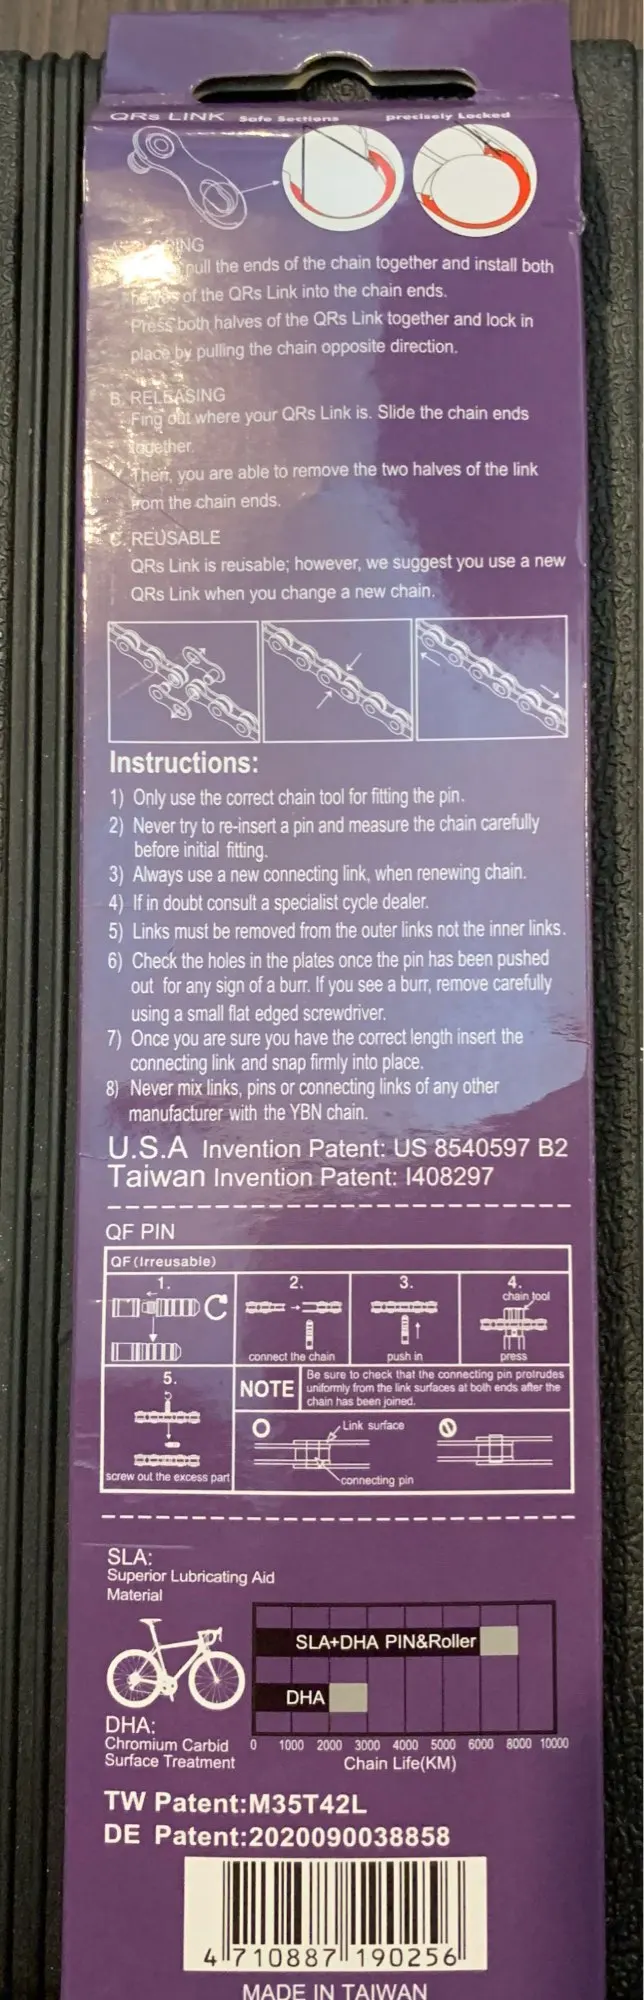 QRs LINK Safe Sections precisely Locked
pull the ends of the chain together and install both
of the QRs Link into the chain ends.
Press both halves of the QRs Link together and lock in
place by pulling the chain opposite direction.
B. RELEASING
Fing out where your QRs Link is. Slide the chain ends
together.
Then, you are able to remove the two halves of the link
from the chain ends.
C. REUSABLE
QRs Link is reusable; however, we suggest you use a new
QRs Link when you change a new chain.
Instructions:
1) Only use the correct chain tool for fitting the pin.
2) Never try to re-insert a pin and measure the chain carefully
before initial fitting.
3) Always use a new connecting link, when renewing chain.
4) If in doubt consult a specialist cycle dealer.
5) Links must be removed from the outer links not the inner links.
6) Check the holes in the plates once the pin has been pushed
out for any sign of a burr. If you see a burr, remove carefully
using a small flat edged screwdriver.
7) Once you are sure you have the correct length insert the
connecting link and snap firmly into place.
8) Never mix links, pins or connecting links of any other
manufacturer with the YBN chain.
U.S.A Invention Patent: US 8540597 B2
Taiwan Invention Patent: I408297
QF PIN
QF (Irreusable)
1.
2.
connect the chain
3.
push in
4.
chain tool
press
5.
screw out the excess part
NOTE
Be sure to check that the connecting pin protrudes
uniformly from the link surfaces at both ends after the
chain has been joined.
Link surface
connecting pin
SLA:
Superior Lubricating Aid
Material
SLA+DHA PIN&Roller
DHA
DHA:
Chromium Carbid
Surface Treatment
0 1000 2000 3000 4000 5000 6000 8000 10000
Chain Life(KM)
TW Patent:M35T42L
DE Patent:2020090038858
4 710887 190256
MADE IN TAIWAN